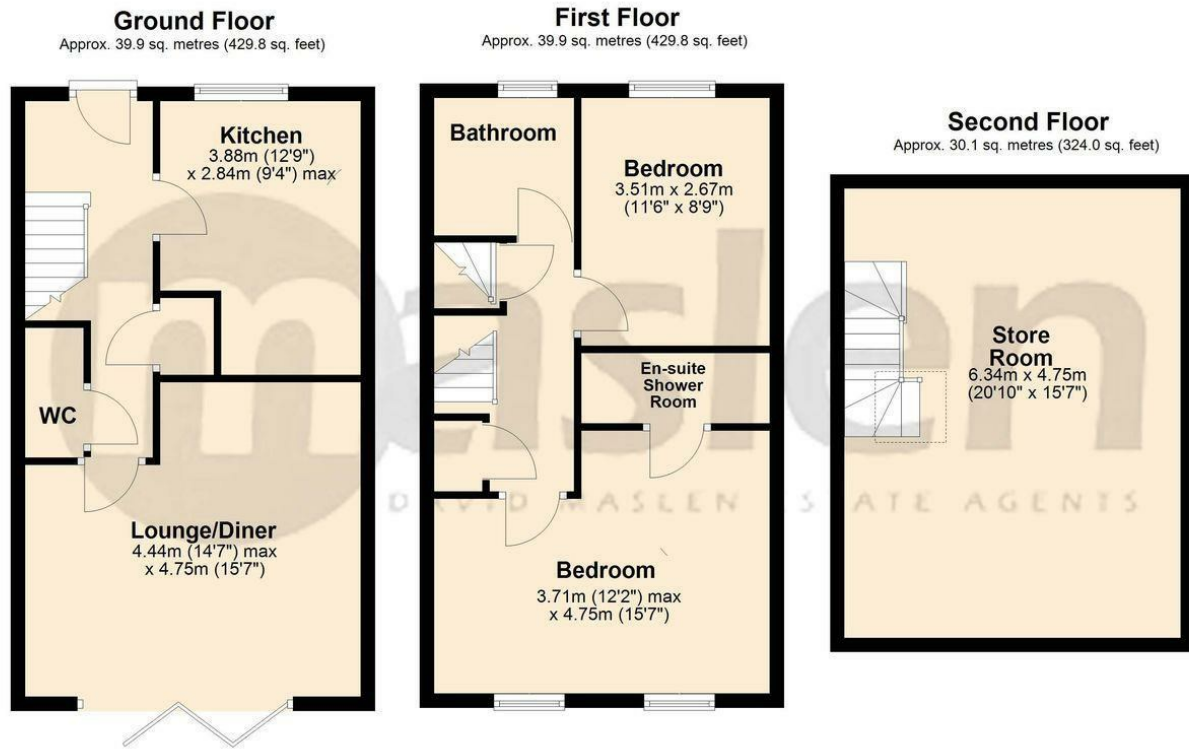 Ground Floor
Approx. 39.9 sq. metres (429.8 sq. feet)
Kitchen
3.88m (12'9")
x 2.84m (9'4") max
WC
Lounge/Diner
4.44m (14'7") max
x 4.75m (15'7")
First Floor
Approx. 39.9 sq. metres (429.8 sq. feet)
Bathroom
Bedroom
3.51m x 2.67m
(11'6" x 8'9")
En-suite
Shower
Room
Bedroom
3.71m (12'2") max
x 4.75m (15'7")
Second Floor
Approx. 30.1 sq. metres (324.0 sq. feet)
Store
Room
6.34m x 4.75m
(20'10" x 15'7")
maslen
DAVID MASLEN ESTATE AGENTS